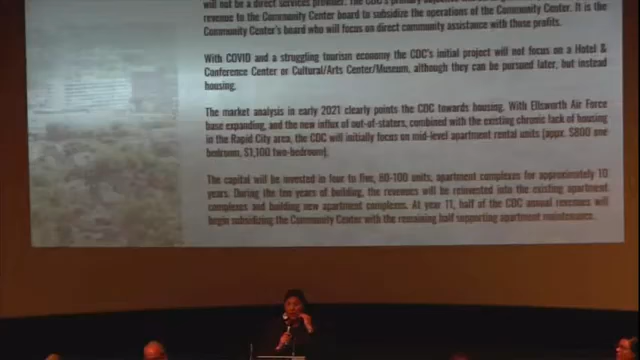 will not be a direct services provider. The CDC's primary
revenue to the Community Center board to subsidize the operations of the Community Center. It is the
Community Center's board who will focus on direct community assistance with those profits.
With COVID and a struggling tourism economy the CDC's initial project will not focus on a Hotel &
Conference Center or Cultural/Arts Center/Museum, although they can be pursued later, but instead
housing.
The market analysis in early 2021 clearly points the CDC towards housing. With Ellsworth Air Force
base expanding, and the new influx of out-of-staters, combined with the existing chronic lack of housing
in the Rapid City area, the CDC will initially focus on mid-level apartment rental units (appx. $800 one
bedroom, $1,100 two-bedroom).
The capital will be invested in four to five, 60-100 units, apartment complexes for approximately 10
years. During the ten years of building, the revenues will be reinvested into the existing apartment
complexes and building new apartment complexes. At year 11, half of the CDC annual revenues will
begin subsidizing the Community Center with the remaining half supporting apartment maintenance.